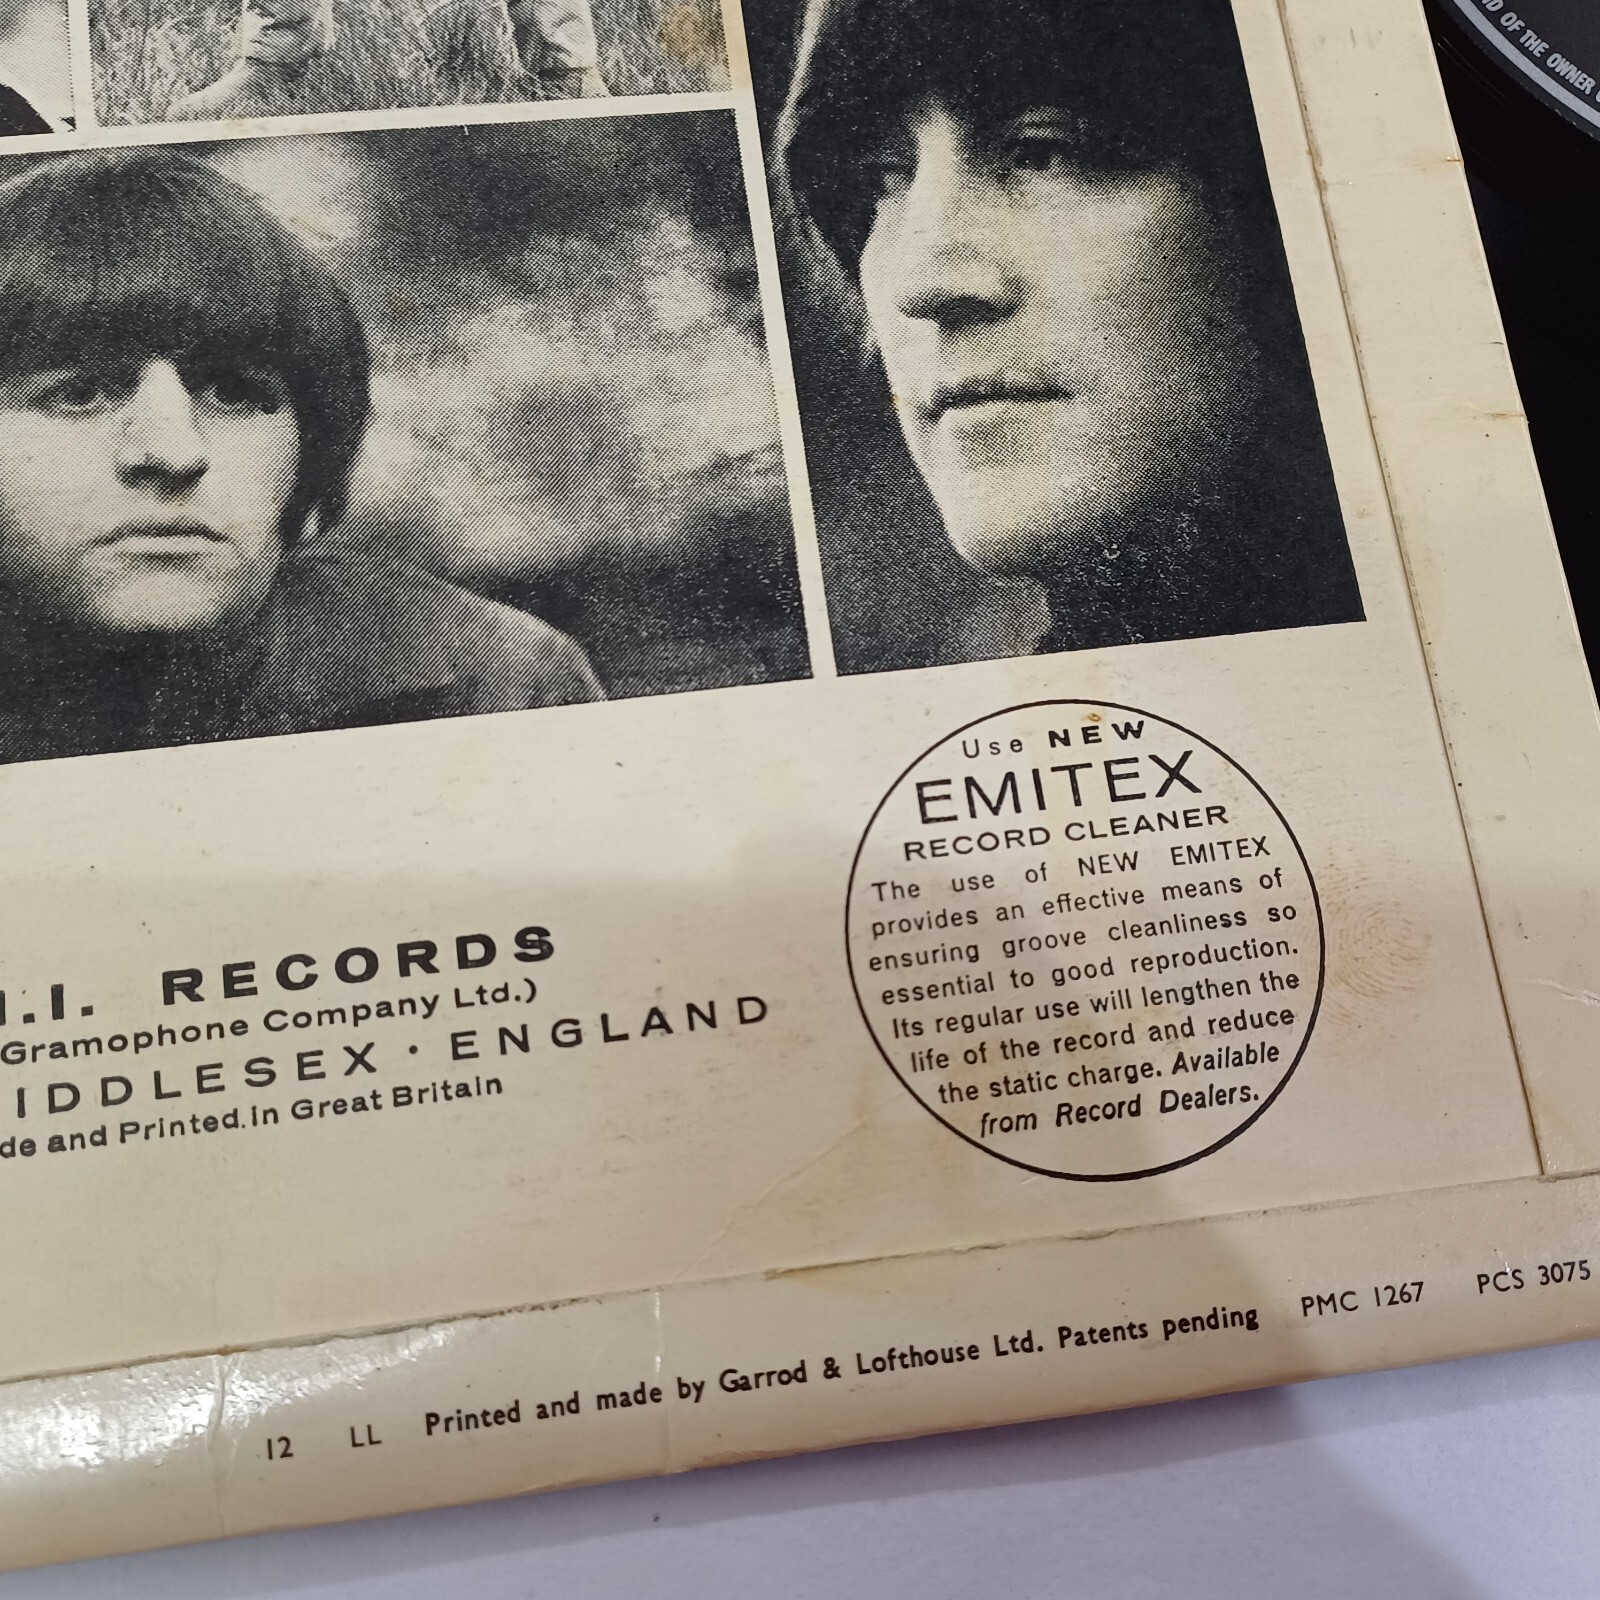 D OF THE OWNER
Use NEW
EMITEX
RECORD CLEANER
The use of NEW EMITEX
provides an effective means of
ensuring groove cleanliness so
essential to good reproduction.
Its regular use will lengthen the
life of the record and reduce
the static charge. Available
from Record Dealers.
.I. RECORDS
Gramophone Company Ltd.)
IDDLESEX · ENGLAND
de and Printed in Great Britain
12 LL Printed and made by Garrod & Lofthouse Ltd. Patents pending PMC 1267 PCS 3075